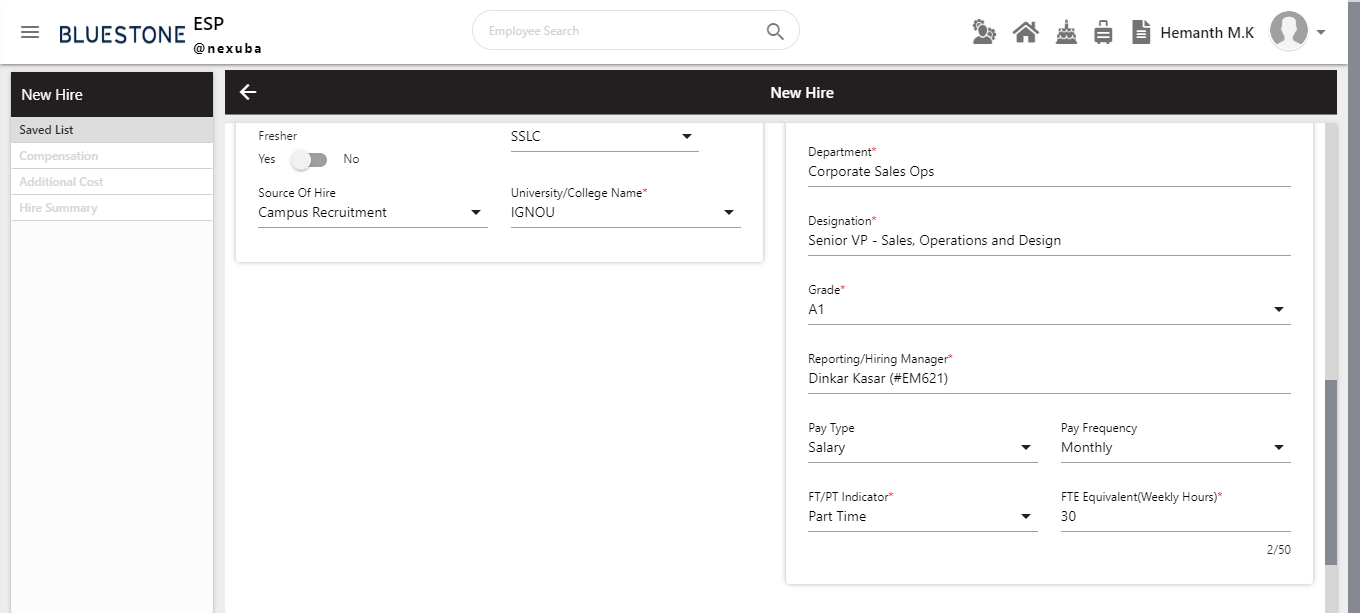 BLUESTONE
ESP
@nexuba
Employee Search
Hemanth M.K
New Hire
Saved List
Compensation
Additional Cost
Hire Summary
New Hire
Fresher
Yes No
SSLC
Source Of Hire
Campus Recruitment
University/College Name*
IGNOU
Department*
Corporate Sales Ops
Designation*
Senior VP - Sales, Operations and Design
Grade*
A1
Reporting/Hiring Manager*
Dinkar Kasar (#EM621)
Pay Type
Salary
Pay Frequency
Monthly
FT/PT Indicator*
Part Time
FTE Equivalent(Weekly Hours)*
30
2/50